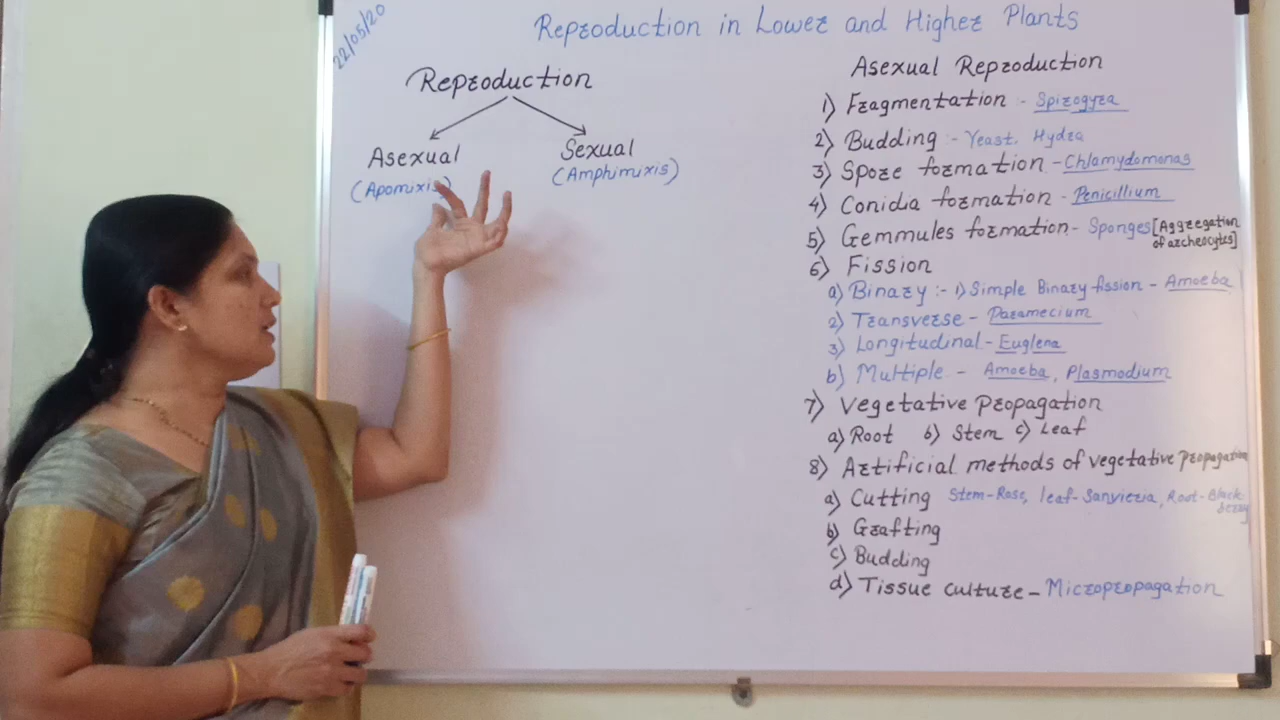 22/05/20
Reproduction in Lower and Higher Plants
Reproduction
Asexual
Sexual
(Apomixis)
(Amphimixis)
Asexual Reproduction
1) Fragmentation :- Spirogyra
2) Budding :- Yeast, Hydra
3) Spore formation - Chlamydomonas
4) Conidia formation - Penicillium
5) Gemmules formation - Sponges [Aggregation
of archeocytes]
6) Fission
a) Binary :- 1) Simple Binary fission - Amoeba
2) Transverse - Paramecium
3) Longitudinal - Euglena
b) Multiple - Amoeba, Plasmodium
7) Vegetative Propagation
a) Root b) Stem c) Leaf
8) Artificial methods of vegetative propagation
a) Cutting Stem-Rose, leaf-Sanvieria, Root-Black
berry
b) Grafting
c) Budding
d) Tissue culture - Micropropagation